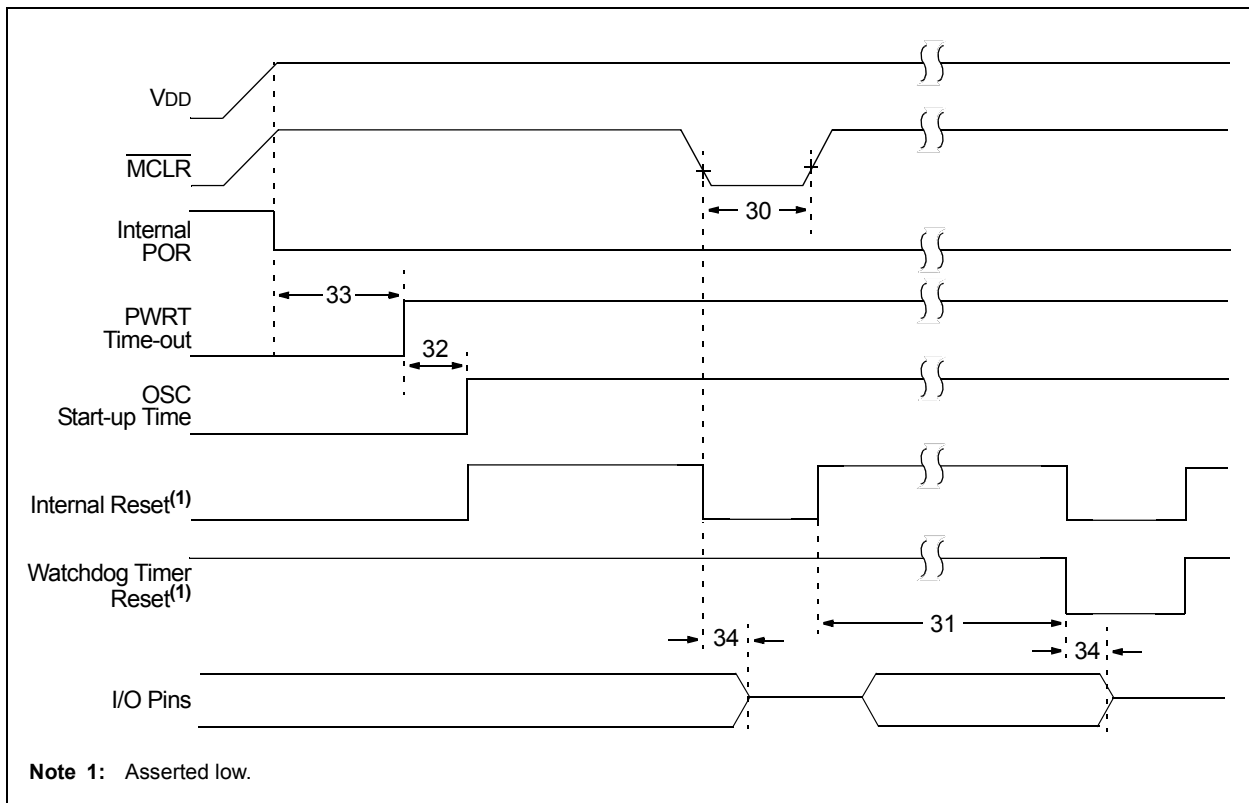 VDD
MCLR
30
Internal
POR
33
PWRT
Time-out
32
OSC
Start-up Time
Internal Reset(1)
Watchdog Timer
Reset(1)
31
34
34
I/O Pins
Note 1: Asserted low.